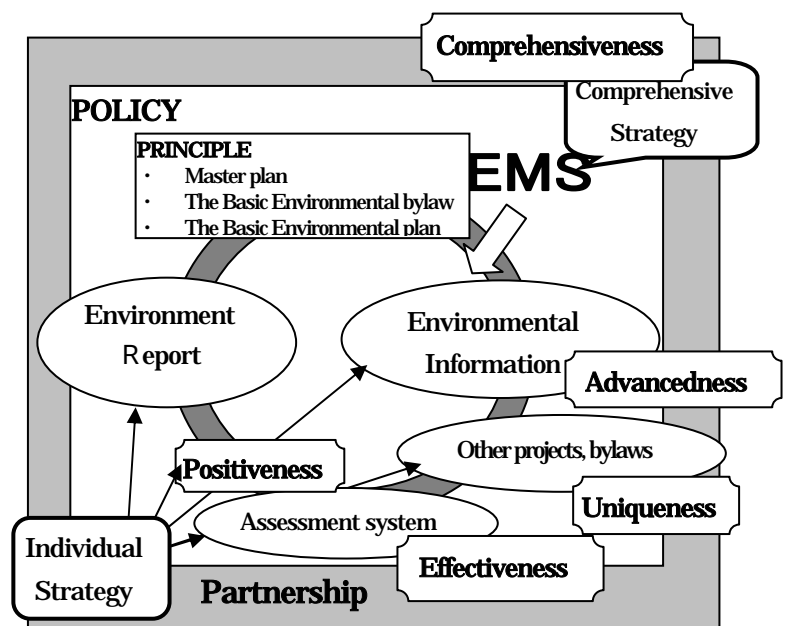 Comprehensiveness
Comprehensive
Strategy
POLICY
PRINCIPLE
· Master plan
· The Basic Environmental bylaw
· The Basic Environmental plan
EMS
Environment
Report
Environmental
Information
Advancedness
Other projects, bylaws
Positiveness
Uniqueness
Assessment system
Individual
Strategy
Effectiveness
Partnership